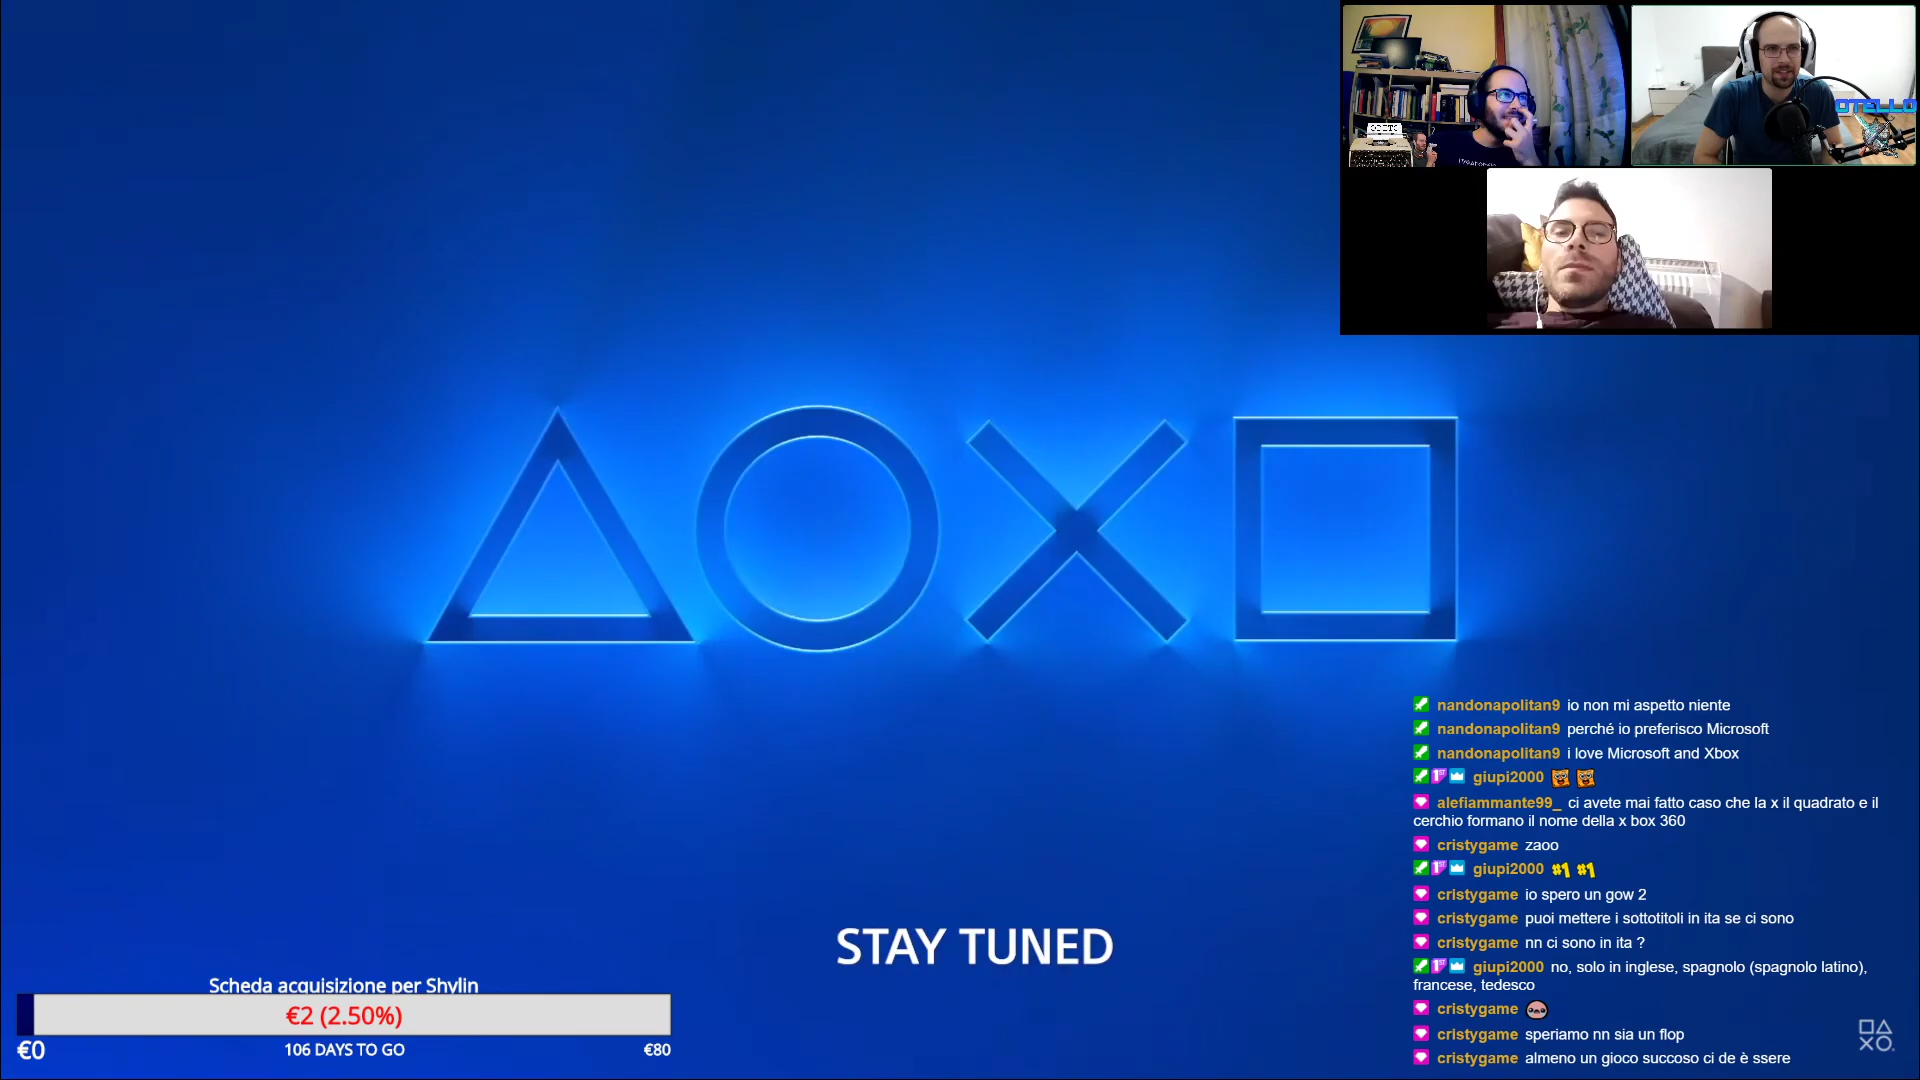 OTELLO
nandonapolitan9 io non mi aspetto niente
nandonapolitan9 perché io preferisco Microsoft
nandonapolitan9 i love Microsoft and Xbox
giupi2000
alefiammante99_ ci avete mai fatto caso che la x il quadrato e il
cerchio formano il nome della x box 360
cristygame zaoo
giupi2000 #1 #1
cristygame io spero un gow 2
cristygame puoi mettere i sottotitoli in ita se ci sono
cristygame nn ci sono in ita ?
giupi2000 no, solo in inglese, spagnolo (spagnolo latino),
francese, tedesco
cristygame
cristygame speriamo nn sia un flop
cristygame almeno un gioco succoso ci de è ssere
STAY TUNED
Scheda acquisizione per Shylin
€2 (2.50%)
€0 106 DAYS TO GO €80